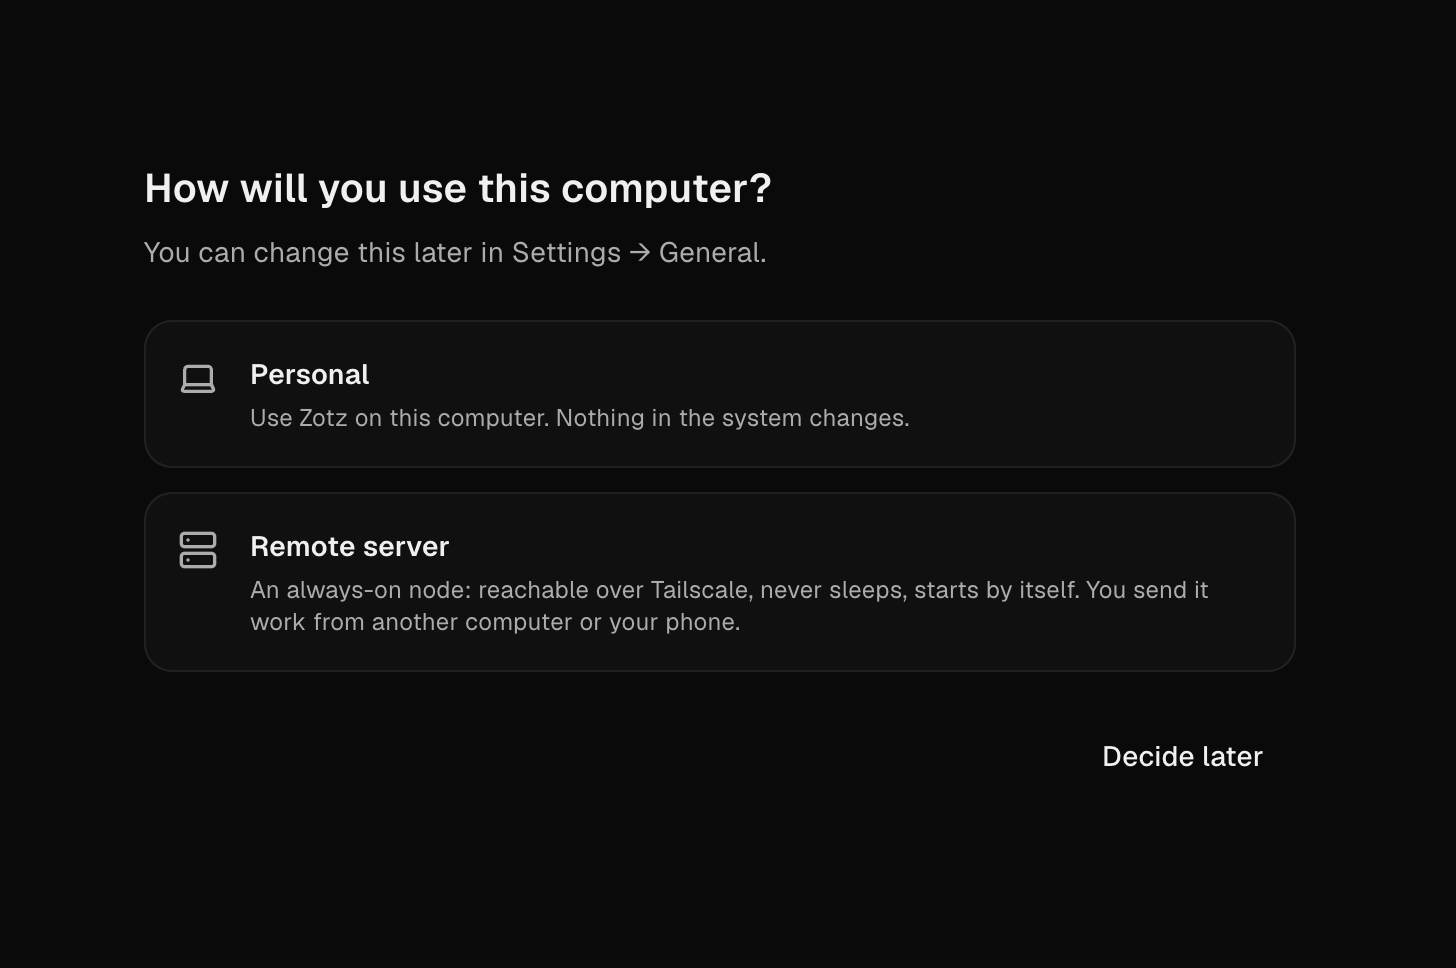 How will you use this computer?
You can change this later in Settings → General.
Personal
Use Zotz on this computer. Nothing in the system changes.
Remote server
An always-on node: reachable over Tailscale, never sleeps, starts by itself. You send it
work from another computer or your phone.
Decide later